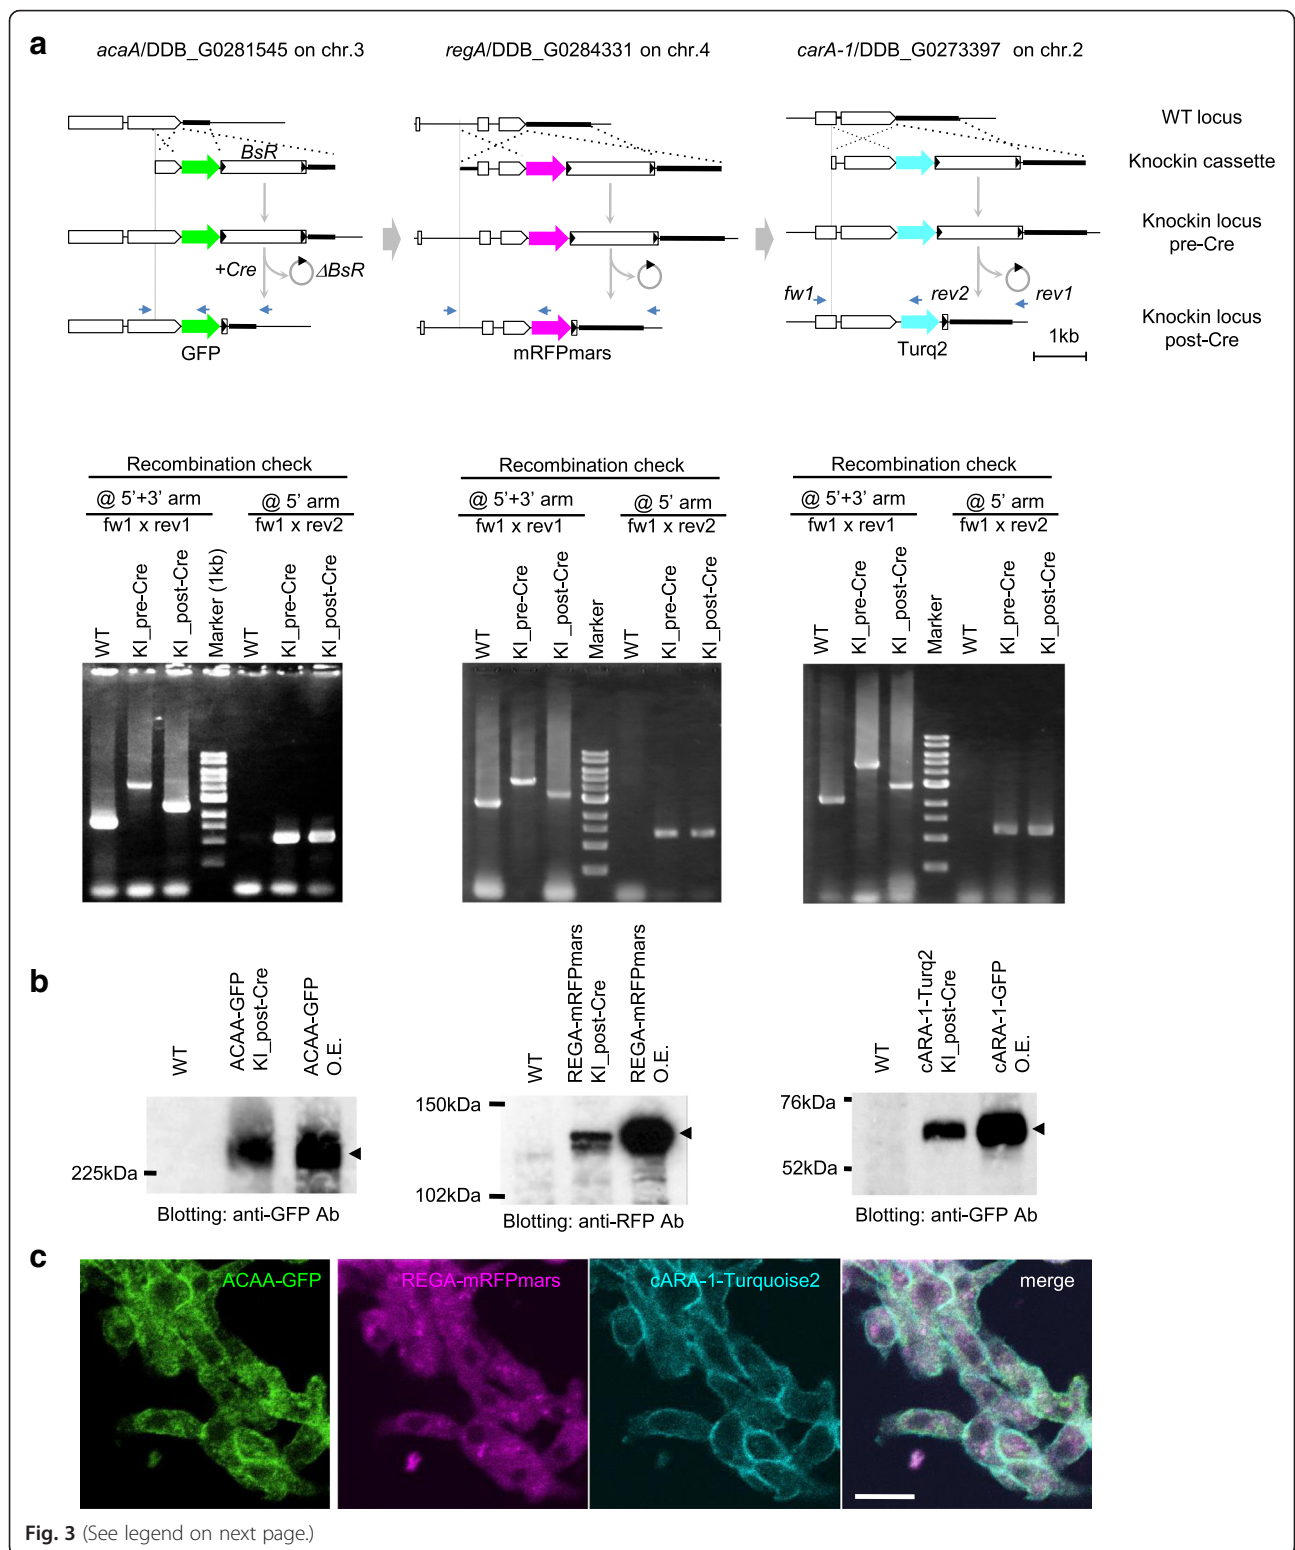 a
acaA/DDB_G0281545 on chr.3
regA/DDB_G0284331 on chr.4
carA-1/DDB_G0273397 on chr.2
WT locus
BsR
Knockin cassette
Knockin locus
pre-Cre
+Cre
ΔBsR
fw1
rev2
rev1
Knockin locus
post-Cre
GFP
mRFPmars
Turq2
1kb
Recombination check
@ 5'+3' arm
@ 5' arm
fw1 x rev1
fw1 x rev2
WT
KI_pre-Cre
KI_post-Cre
Marker (1kb)
WT
KI_pre-Cre
KI_post-Cre
Recombination check
@ 5'+3' arm
@ 5' arm
fw1 x rev1
fw1 x rev2
WT
KI_pre-Cre
KI_post-Cre
Marker
WT
KI_pre-Cre
KI_post-Cre
Recombination check
@ 5'+3' arm
@ 5' arm
fw1 x rev1
fw1 x rev2
WT
KI_pre-Cre
KI_post-Cre
Marker
WT
KI_pre-Cre
KI_post-Cre
b
WT
ACAA-GFP
KI_post-Cre
ACAA-GFP
O.E.
225kDa
Blotting: anti-GFP Ab
WT
REGA-mRFPmars
KI_post-Cre
REGA-mRFPmars
O.E.
150kDa
102kDa
Blotting: anti-RFP Ab
WT
cARA-1-Turq2
KI_post-Cre
cARA-1-GFP
O.E.
76kDa
52kDa
Blotting: anti-GFP Ab
c
ACAA-GFP
REGA-mRFPmars
cARA-1-Turquoise2
merge
Fig. 3 (See legend on next page.)